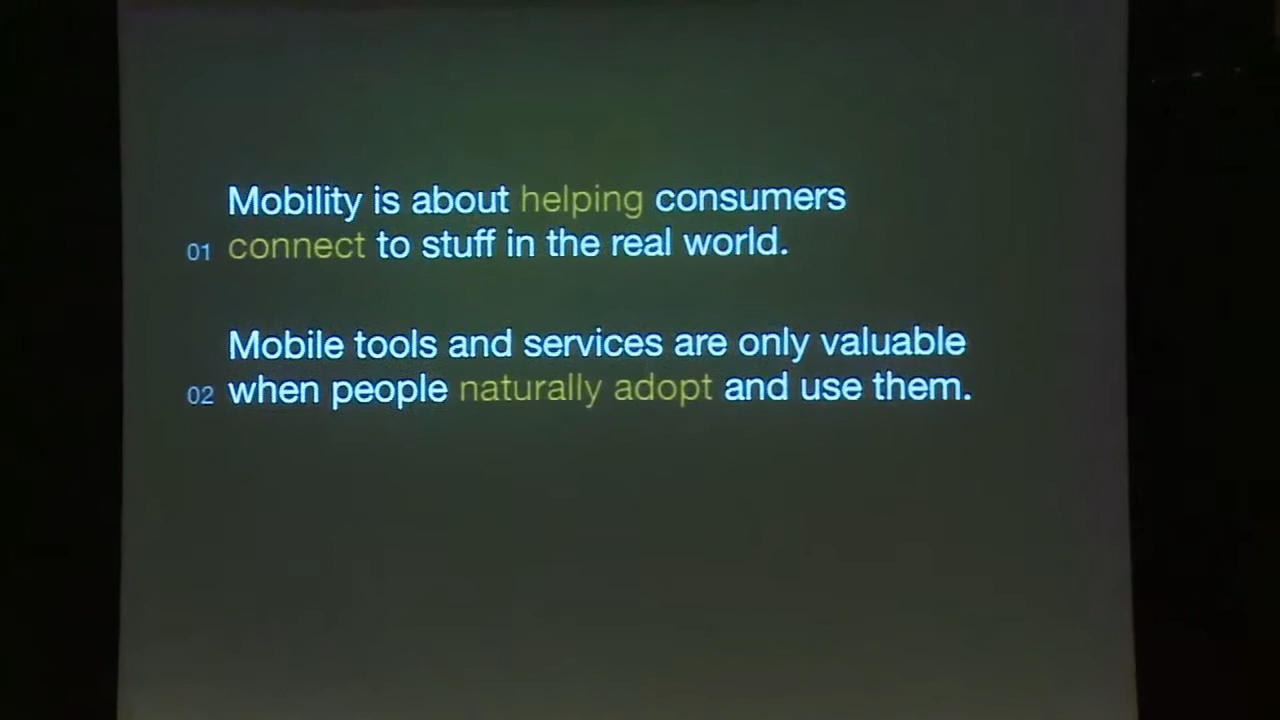 Mobility is about helping consumers
01 connect to stuff in the real world.
Mobile tools and services are only valuable
02 when people naturally adopt and use them.